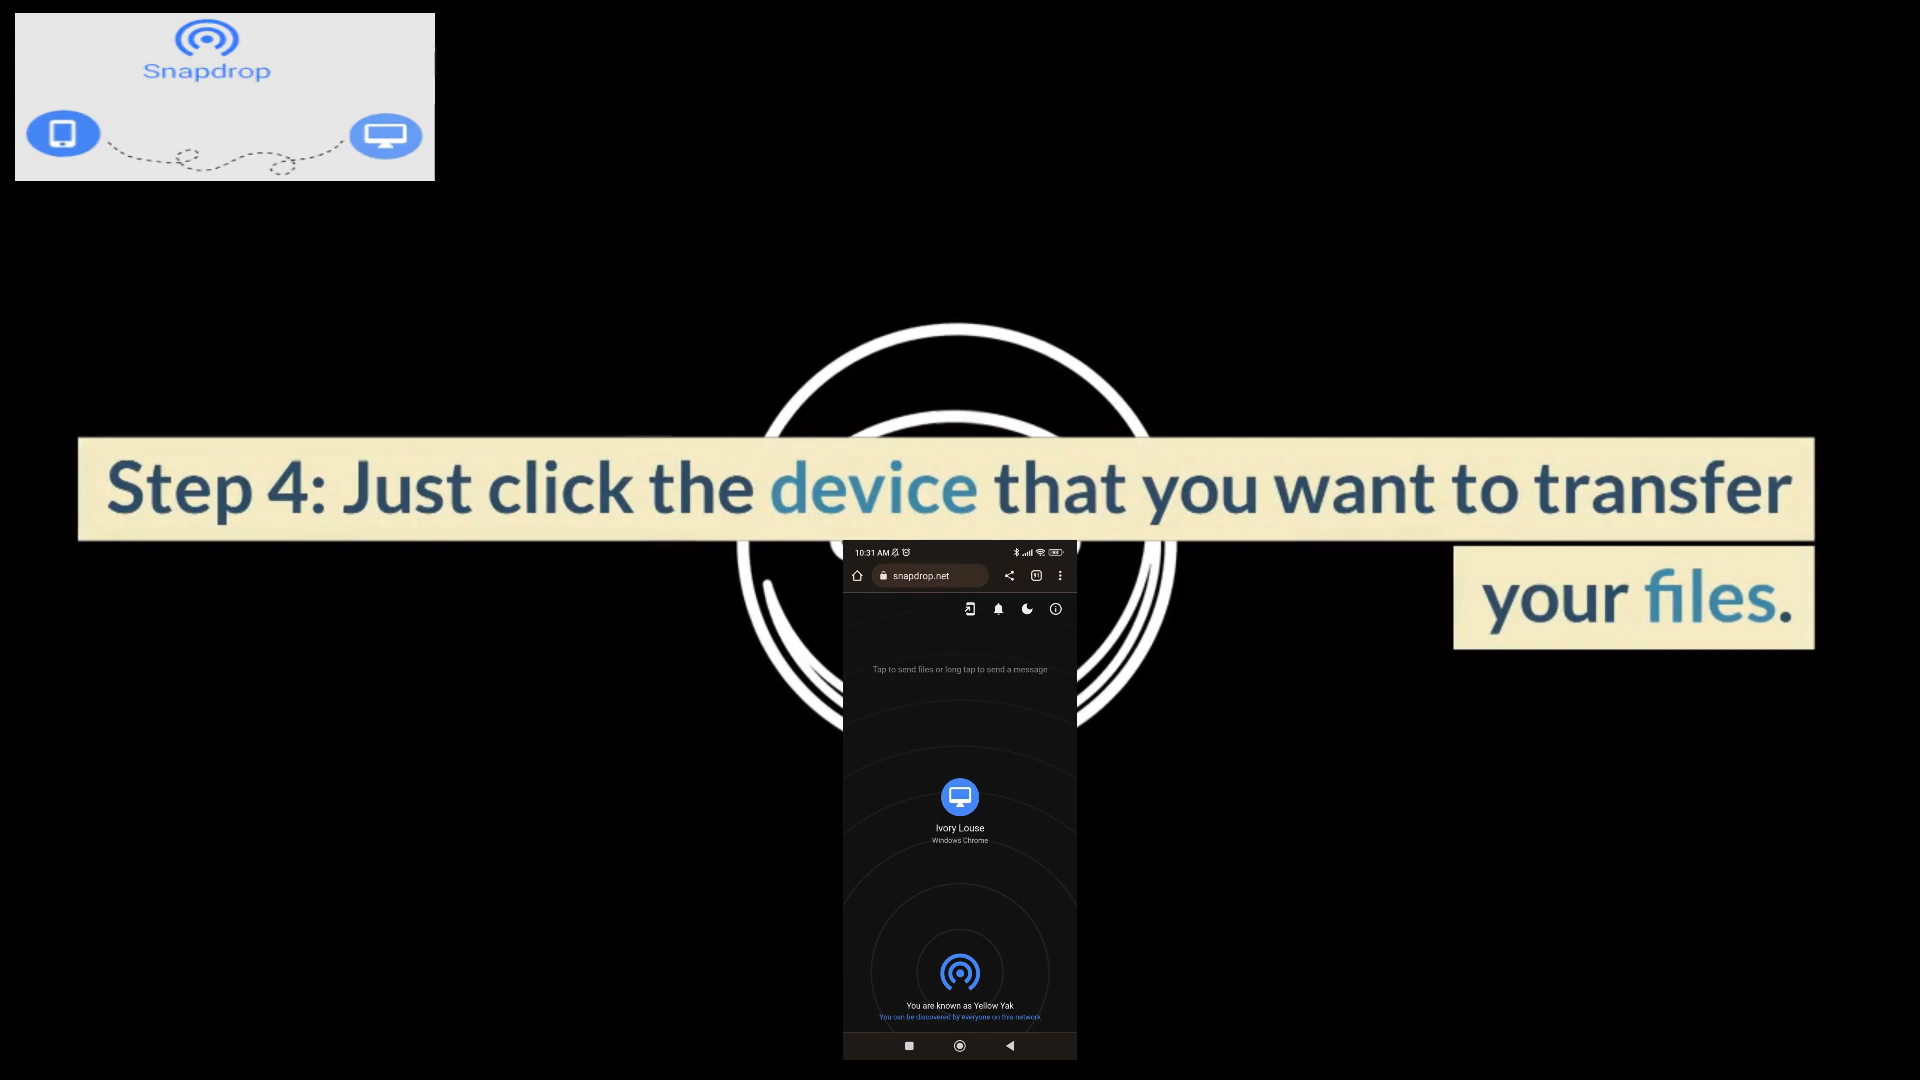 Snapdrop
Step 4: Just click the device that you want to transfer
your files.
10:31 AM
snapdrop.net
91
Tap to send files or long tap to send a message
Ivory Louse
Windows Chrome
You are known as Yellow Yak
You can be discovered by everyone on this network